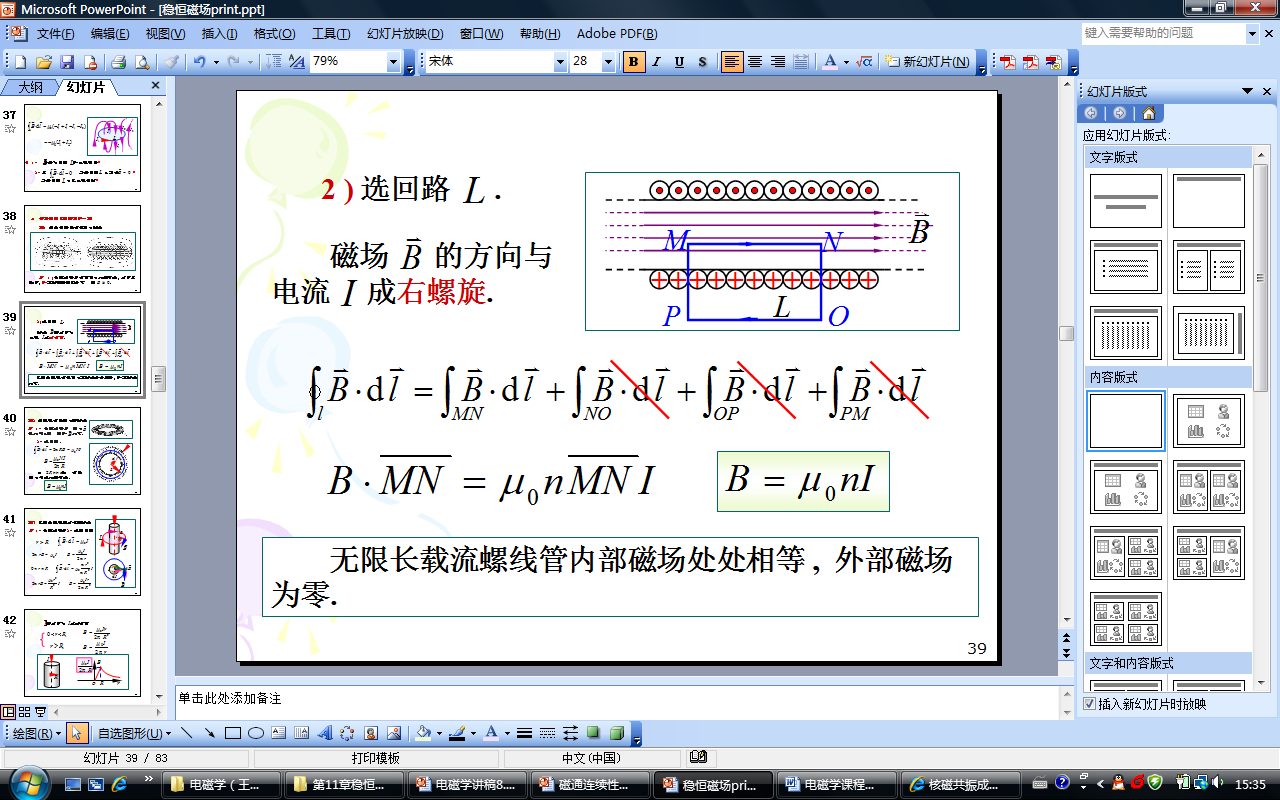 Microsoft PowerPoint - [稳恒磁场print.ppt]
文件(F) 编辑(E) 视图(V) 插入(I) 格式(O) 工具(T) 幻灯片放映(D) 窗口(W) 帮助(H) Adobe PDF(B) 键入需要帮助的问题
79% 宋体 28 B I U S A 新幻灯片(N)
大纲 幻灯片
37
38
39
40
41
42
2）选回路 L .
磁场 B⃗ 的方向与
电流 I 成右螺旋.
M N B⃗
P L O
∮l B⃗·dl⃗ = ∫MN B⃗·dl⃗ + ∫NO B⃗·dl⃗ + ∫OP B⃗·dl⃗ + ∫PM B⃗·dl⃗
B·M̅N̅ = μ₀nM̅N̅I B = μ₀nI
无限长载流螺线管内部磁场处处相等，外部磁场
为零.
39
单击此处添加备注
幻灯片版式
应用幻灯片版式:
文字版式
内容版式
文字和内容版式
插入新幻灯片时放映
绘图(R) 自选图形(U) A
幻灯片 39 / 83 打印模板 中文(中国)
电磁学（王... 第11章稳恒... 电磁学讲稿8.... 磁通连续性... 稳恒磁场pri... 电磁学课程... 核磁共振成... 15:35